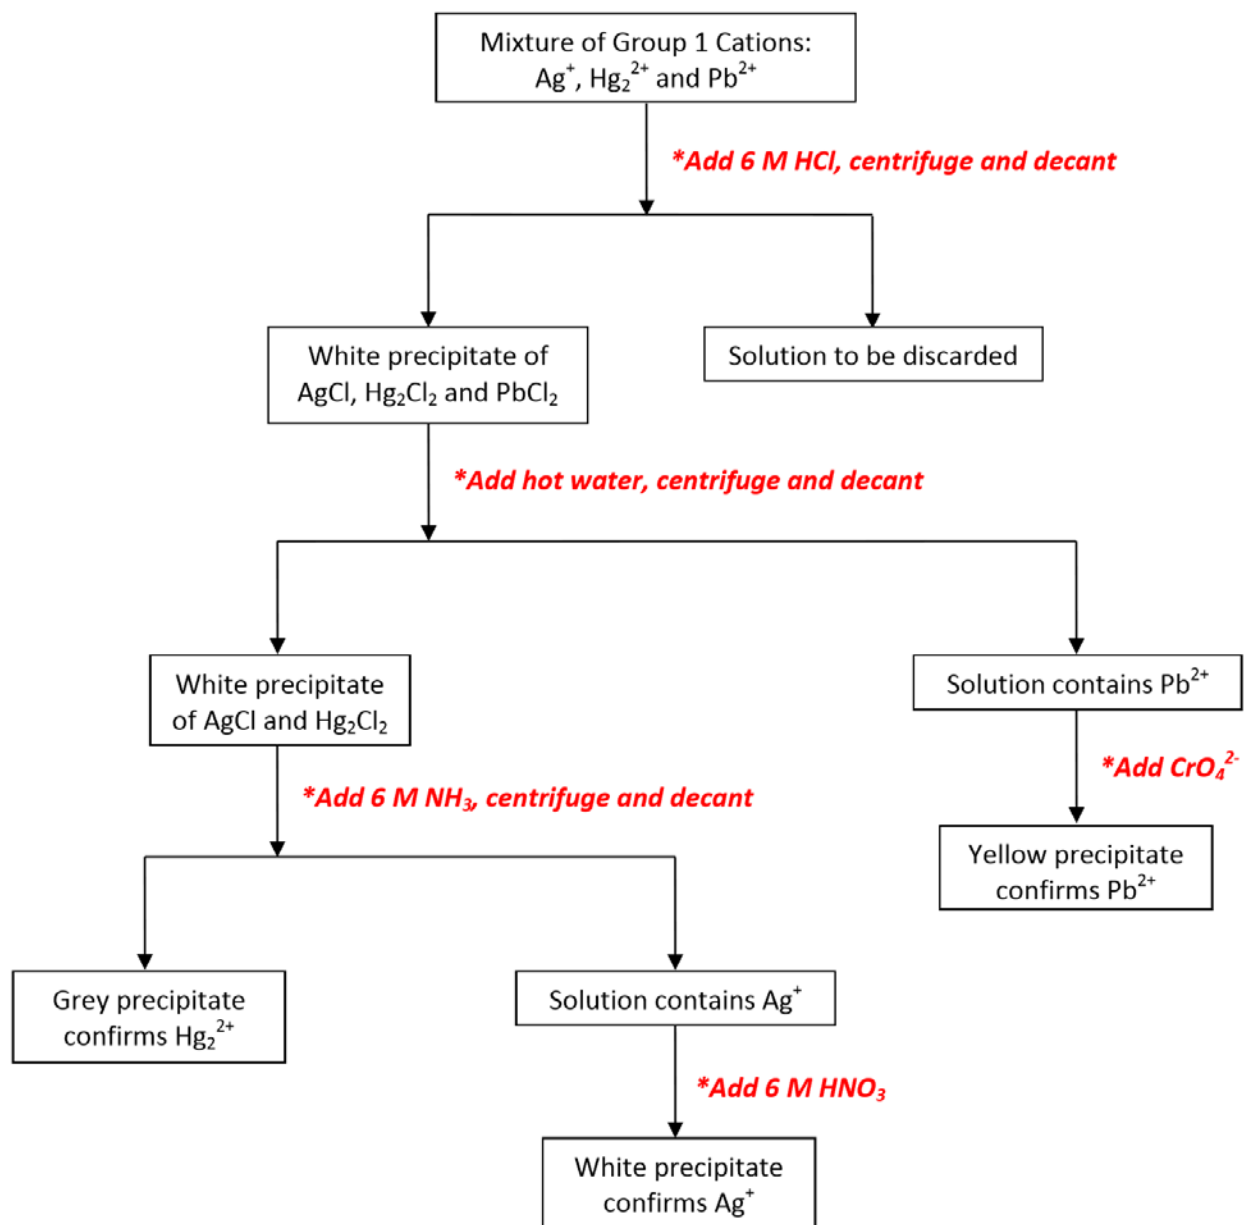 Mixture of Group 1 Cations:
Ag⁺, Hg₂²⁺ and Pb²⁺
*Add 6 M HCl, centrifuge and decant
White precipitate of
AgCl, Hg₂Cl₂ and PbCl₂
Solution to be discarded
*Add hot water, centrifuge and decant
White precipitate
of AgCl and Hg₂Cl₂
Solution contains Pb²⁺
*Add CrO₄²⁻
*Add 6 M NH₃, centrifuge and decant
Yellow precipitate
confirms Pb²⁺
Grey precipitate
confirms Hg₂²⁺
Solution contains Ag⁺
*Add 6 M HNO₃
White precipitate
confirms Ag⁺